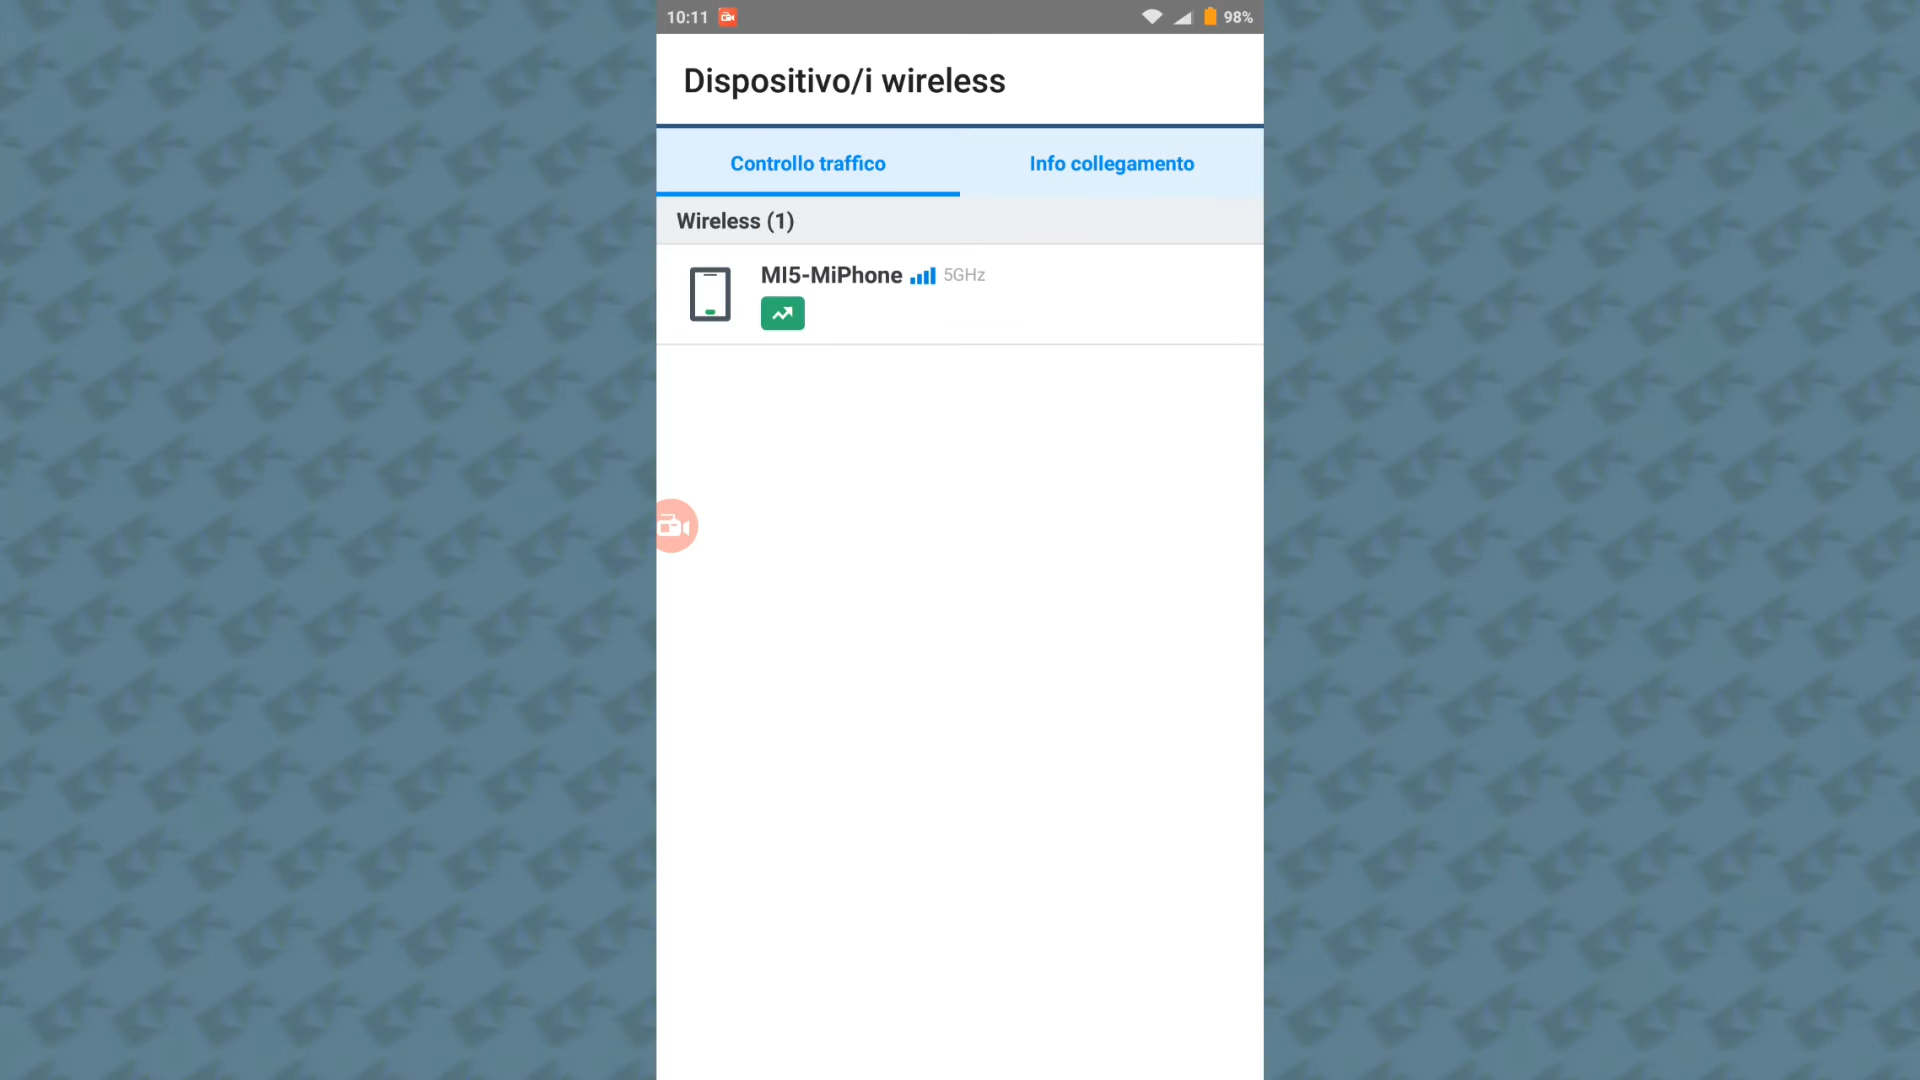 10:11 98%
Dispositivo/i wireless
Controllo traffico Info collegamento
Wireless (1)
MI5-MiPhone 5GHz